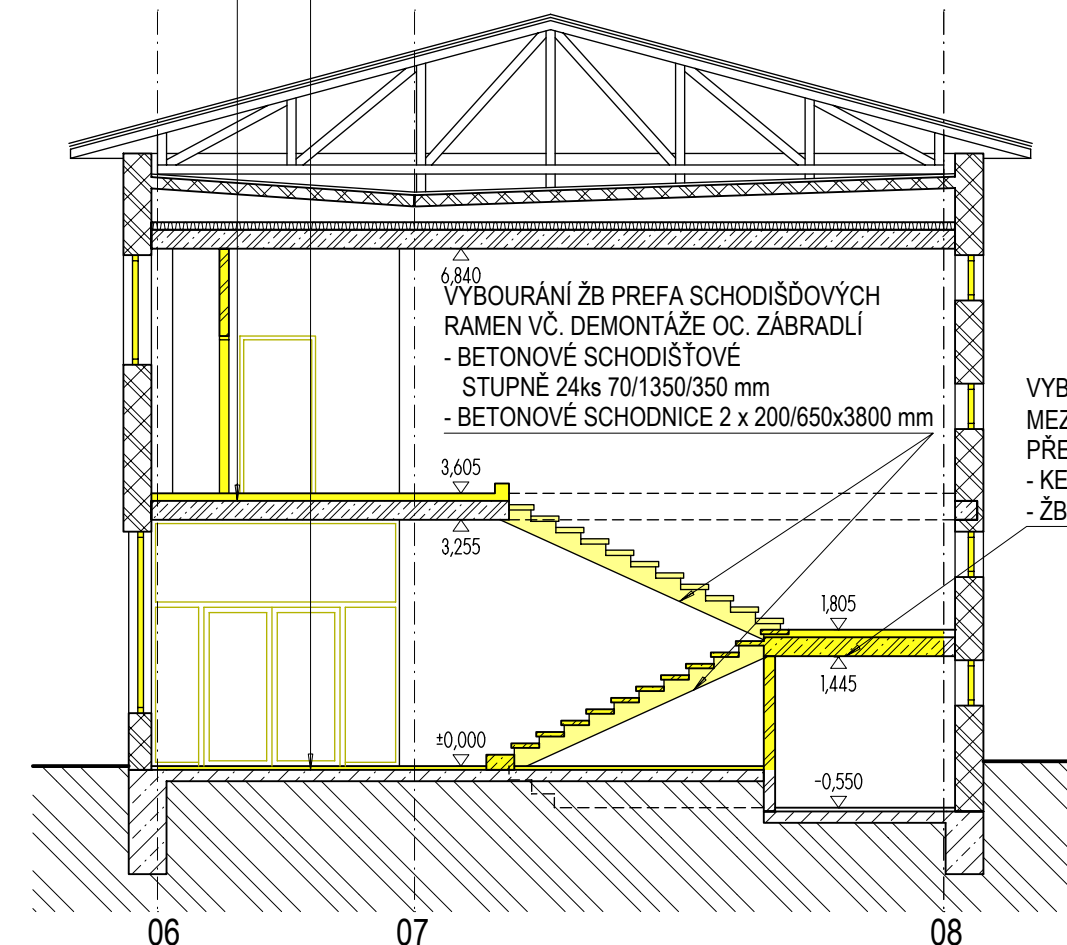 6,840
VYBOURÁNÍ ŽB PREFA SCHODIŠĎOVÝCH
RAMEN VČ. DEMONTÁŽE OC. ZÁBRADLÍ
- BETONOVÉ SCHODIŠŤOVÉ
STUPNĚ 24ks 70/1350/350 mm
- BETONOVÉ SCHODNICE 2 x 200/650x3800 mm
VYB
MEZ
PŘE
- KE
- ŽB
3,605
3,255
1,805
1,445
±0,000
-0,550
06
07
08